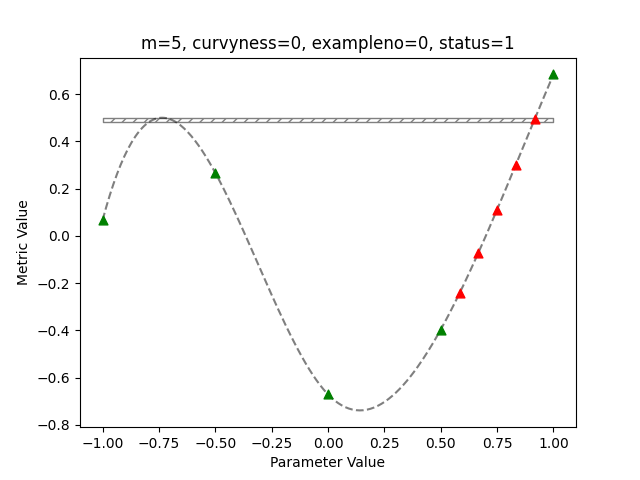 m=5, curvyness=0, exampleno=0, status=1
Metric Value
0.6
0.4
0.2
0.0
−0.2
−0.4
−0.6
−0.8
−1.00 −0.75 −0.50 −0.25 0.00 0.25 0.50 0.75 1.00
Parameter Value